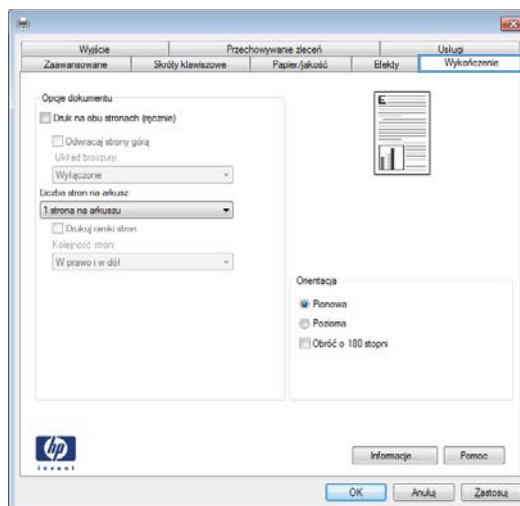 Wyjście Przechowywanie zleceń Usługi
Zaawansowane Skróty klawiszowe Papier/jakość Efekty Wykończenie
Opcje dokumentu
Druk na obu stronach (ręcznie)
Odwracaj strony górą
Układ broszury:
Wyłączone
Liczba stron na arkusz:
1 strona na arkuszu
Drukuj ramki stron
Kolejność stron:
W prawo i w dół
E
Orientacja
Pionowa
Pozioma
Obróć o 180 stopni
hp
invent
Informacje... Pomoc
OK Anuluj Zastosuj